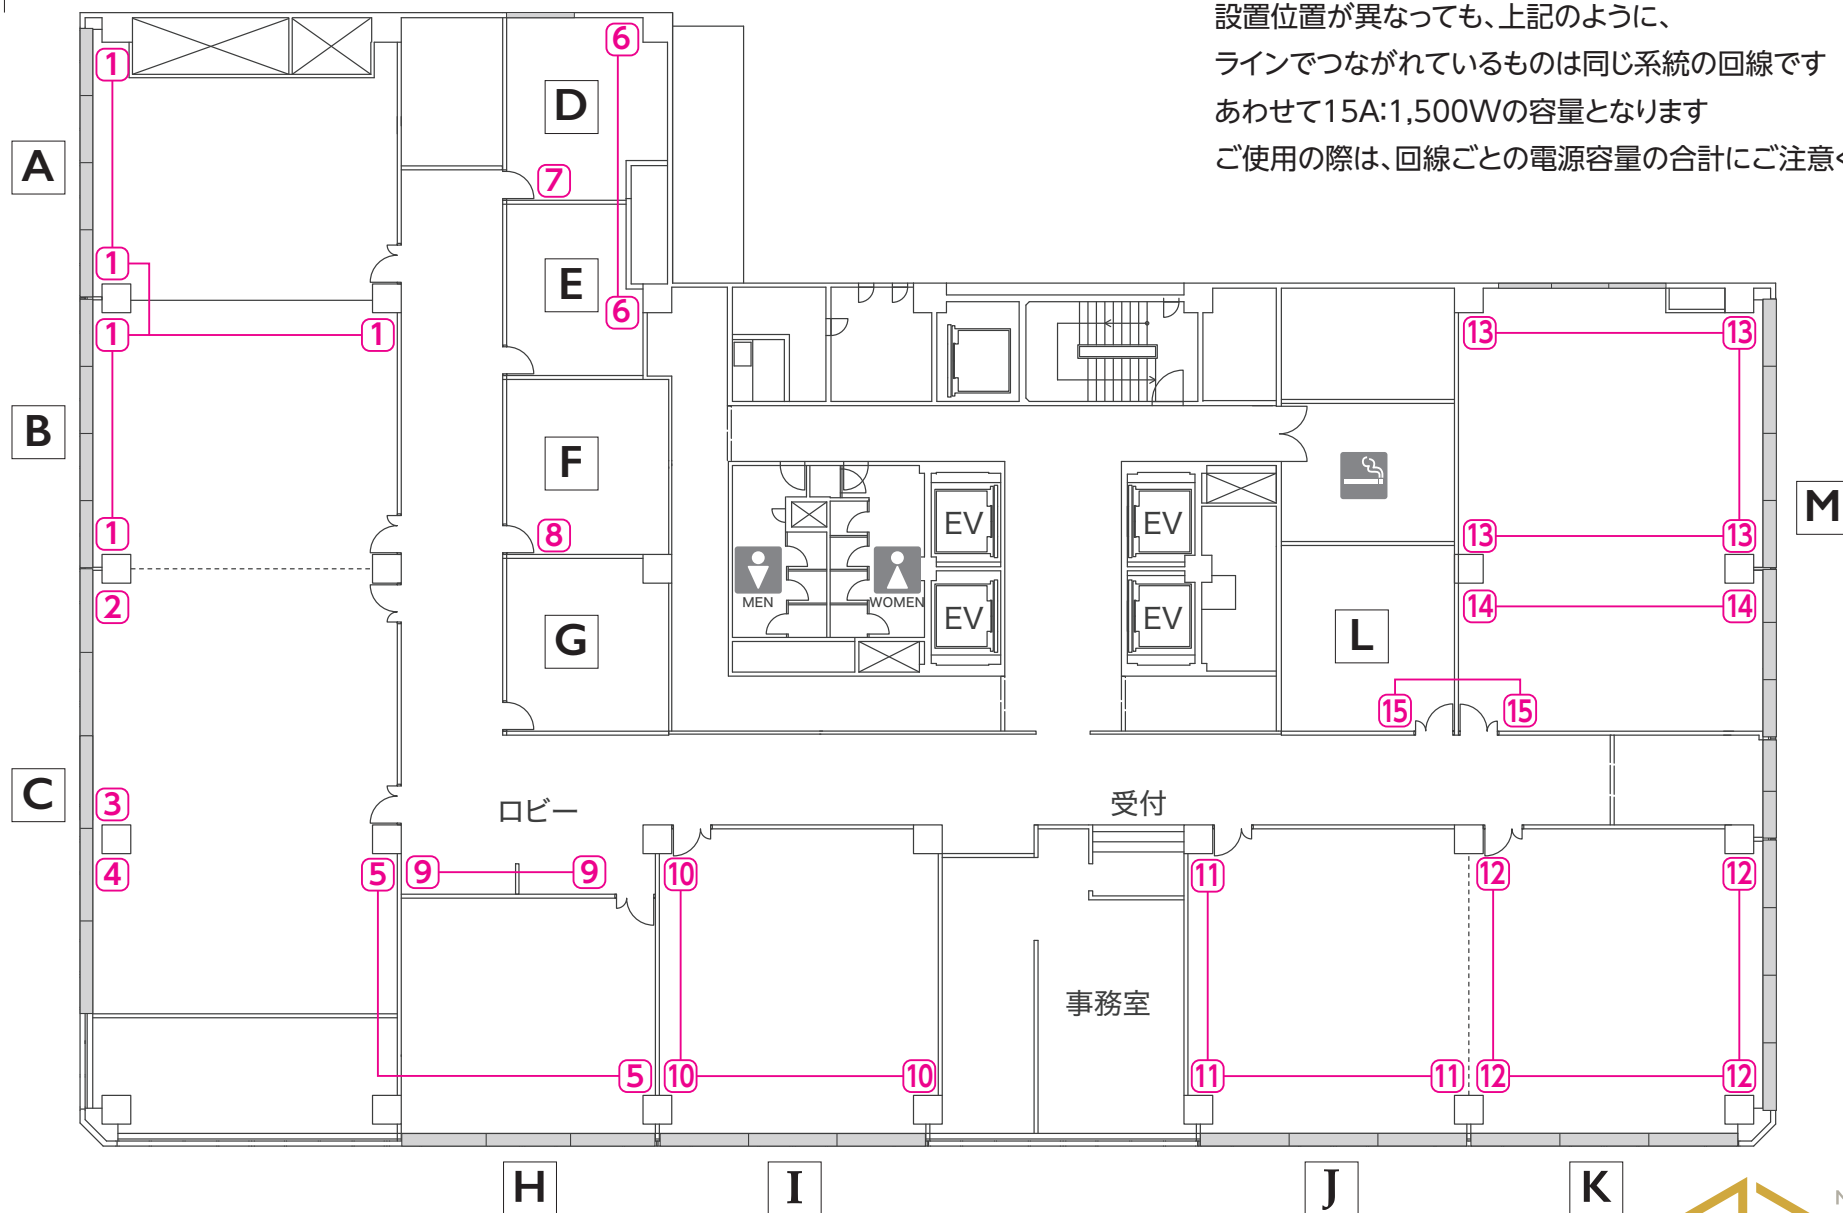 設置位置が異なっても、上記のように、
ラインでつながれているものは同じ系統の回線です
あわせて15A:1,500Wの容量となります
ご使用の際は、回線ごとの電源容量の合計にご注意
1
6
D
A
7
1
E
6
1
1
13
13
B
F
M
1
8
13
13
EV
EV
MEN
WOMEN
EV
EV
2
14
14
G
L
15
15
C
3
ロビー
受付
4
5
9
9
10
11
12
12
事務室
5
10
10
11
11
12
12
H
I
J
K